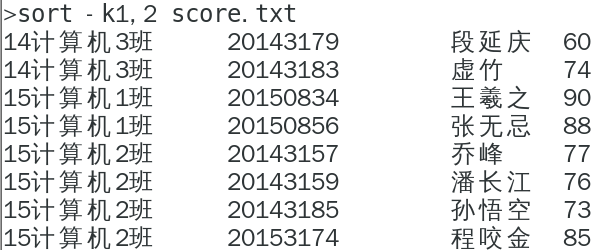 >sort -k1,2 score.txt
14计算机3班 20143179 段延庆 60
14计算机3班 20143183 虚竹 74
15计算机1班 20150834 王羲之 90
15计算机1班 20150856 张无忌 88
15计算机2班 20143157 乔峰 77
15计算机2班 20143159 潘长江 76
15计算机2班 20143185 孙悟空 73
15计算机2班 20153174 程咬金 85